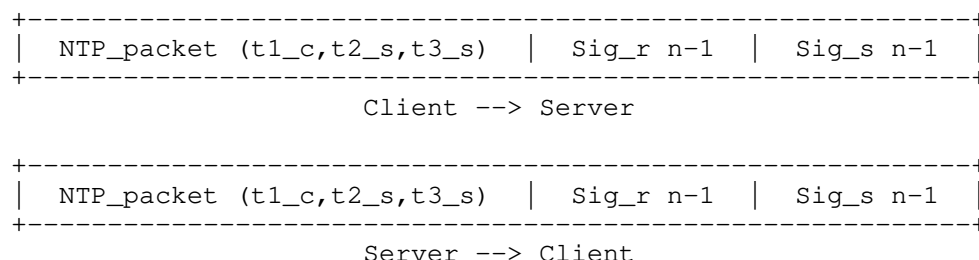 +------------------------------------------------------+
| NTP_packet (t1_c,t2_s,t3_s) | Sig_r n-1 | Sig_s n-1 |
+------------------------------------------------------+
Client --> Server
+------------------------------------------------------+
| NTP_packet (t1_c,t2_s,t3_s) | Sig_r n-1 | Sig_s n-1 |
+------------------------------------------------------+
Server --> Client